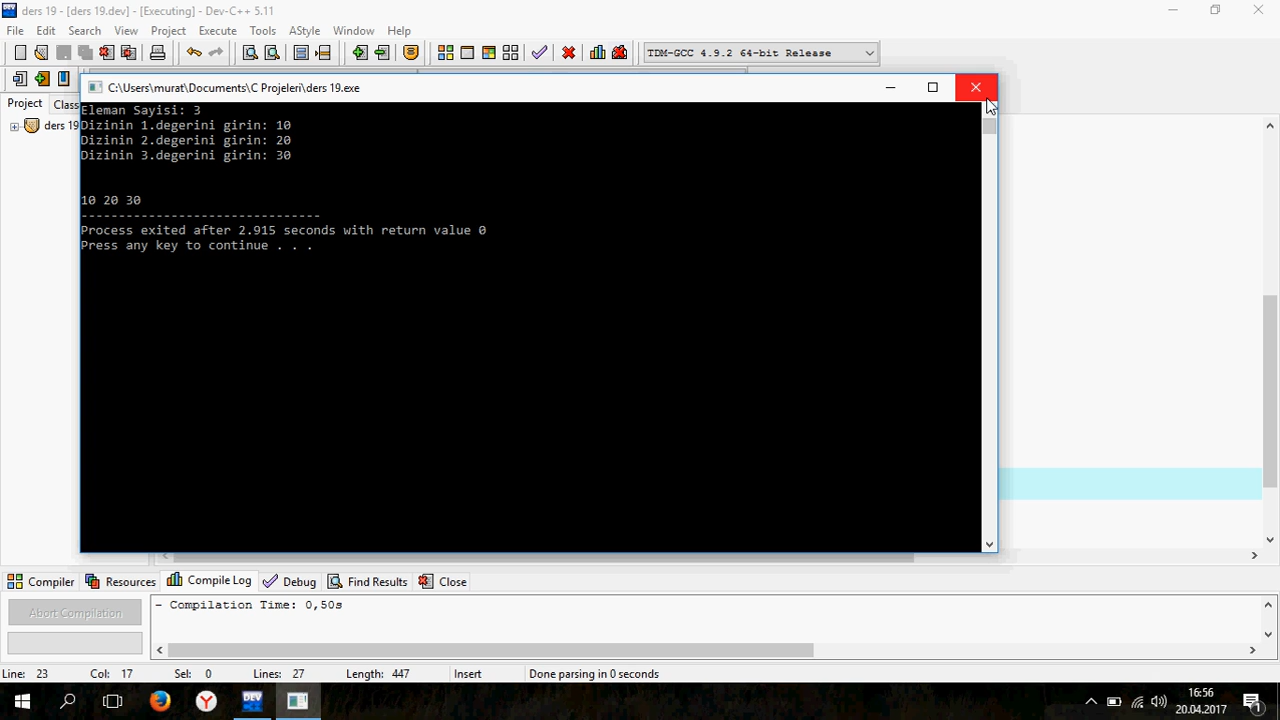 ders 19 - [ders 19.dev] - [Executing] - Dev-C++ 5.11
File Edit Search View Project Execute Tools AStyle Window Help
TDM-GCC 4.9.2 64-bit Release
C:\Users\murat\Documents\C Projeleri\ders 19.exe
Project Class
ders 19
Eleman Sayisi: 3
Dizinin 1.degerini girin: 10
Dizinin 2.degerini girin: 20
Dizinin 3.degerini girin: 30
10 20 30
--------------------------------
Process exited after 2.915 seconds with return value 0
Press any key to continue . . .
Compiler Resources Compile Log Debug Find Results Close
Abort Compilation
- Compilation Time: 0,50s
Line: 23 Col: 17 Sel: 0 Lines: 27 Length: 447 Insert Done parsing in 0 seconds
DEV
16:56
20.04.2017
1